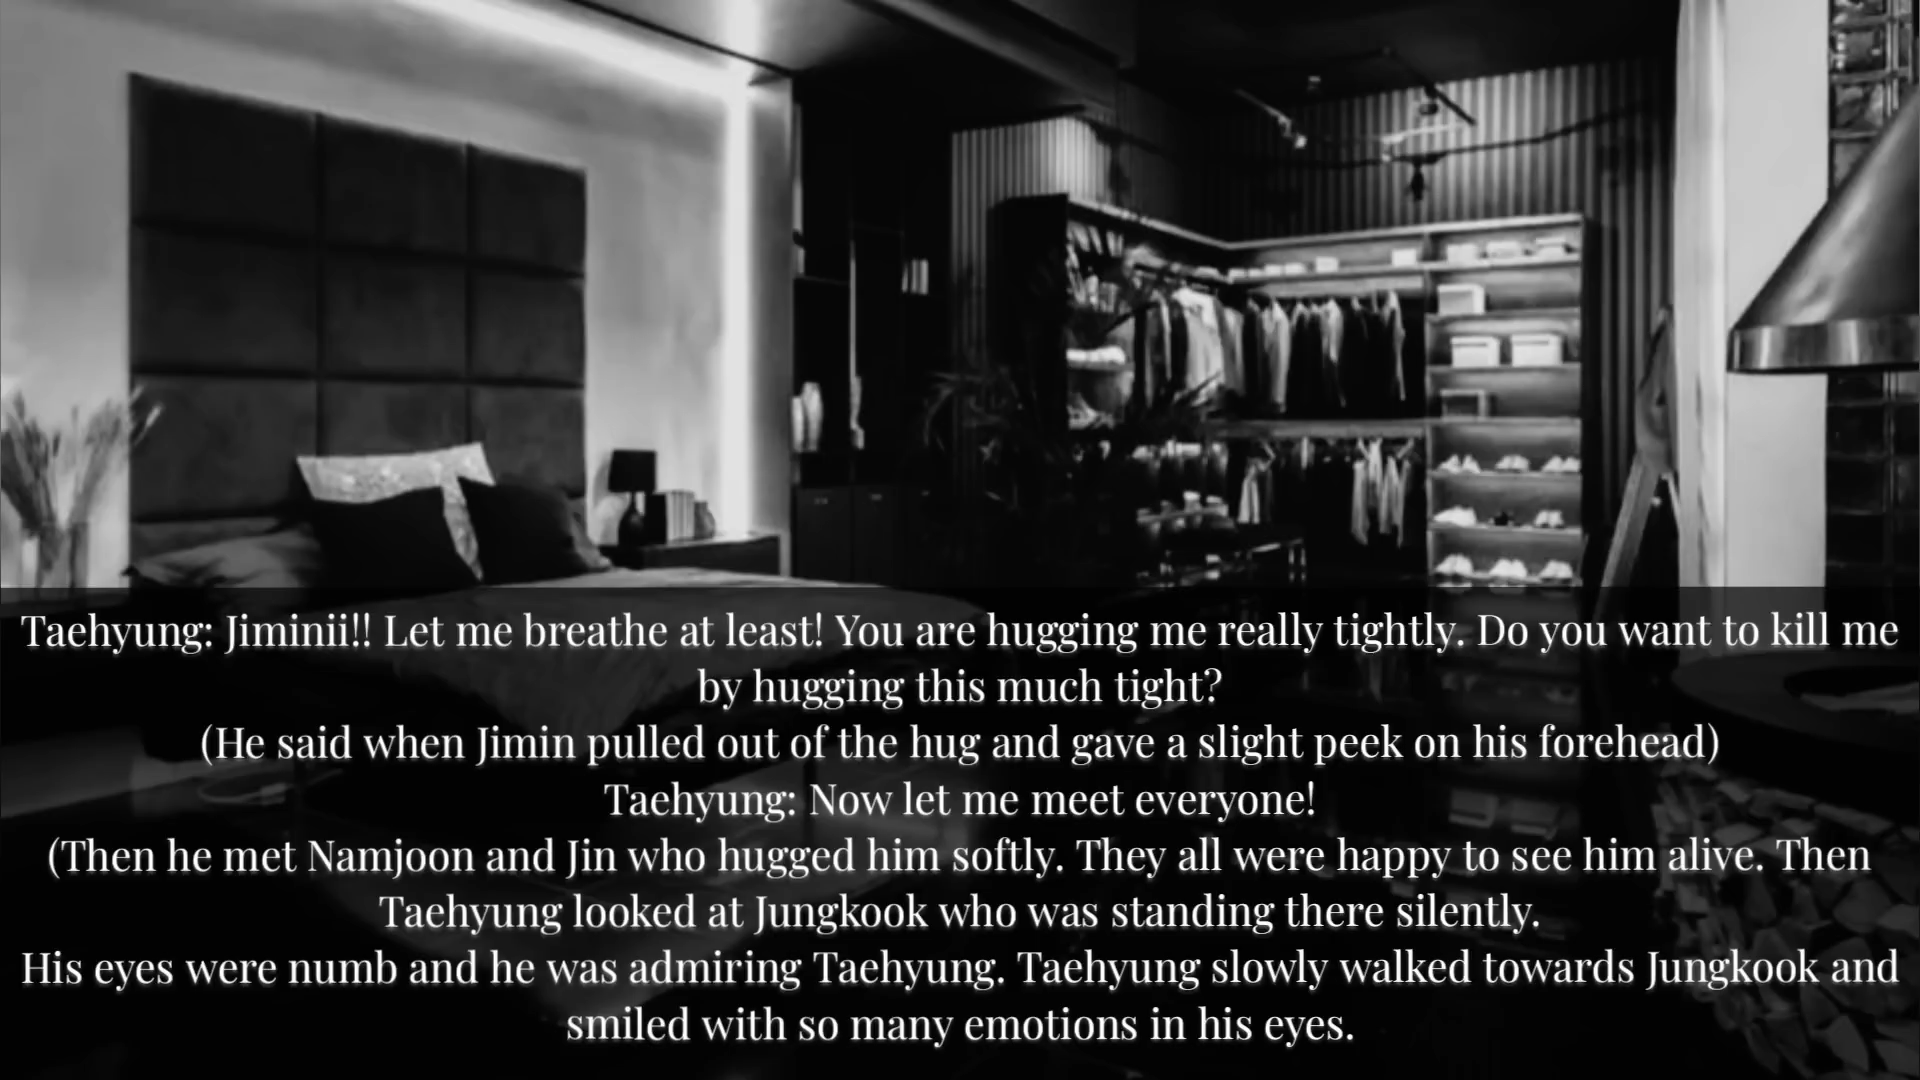 Taehyung: Jiminii!! Let me breathe at least! You are hugging me really tightly. Do you want to kill me
by hugging this much tight?
(He said when Jimin pulled out of the hug and gave a slight peek on his forehead)
Taehyung: Now let me meet everyone!
(Then he met Namjoon and Jin who hugged him softly. They all were happy to see him alive. Then
Taehyung looked at Jungkook who was standing there silently.
His eyes were numb and he was admiring Taehyung. Taehyung slowly walked towards Jungkook and
smiled with so many emotions in his eyes.